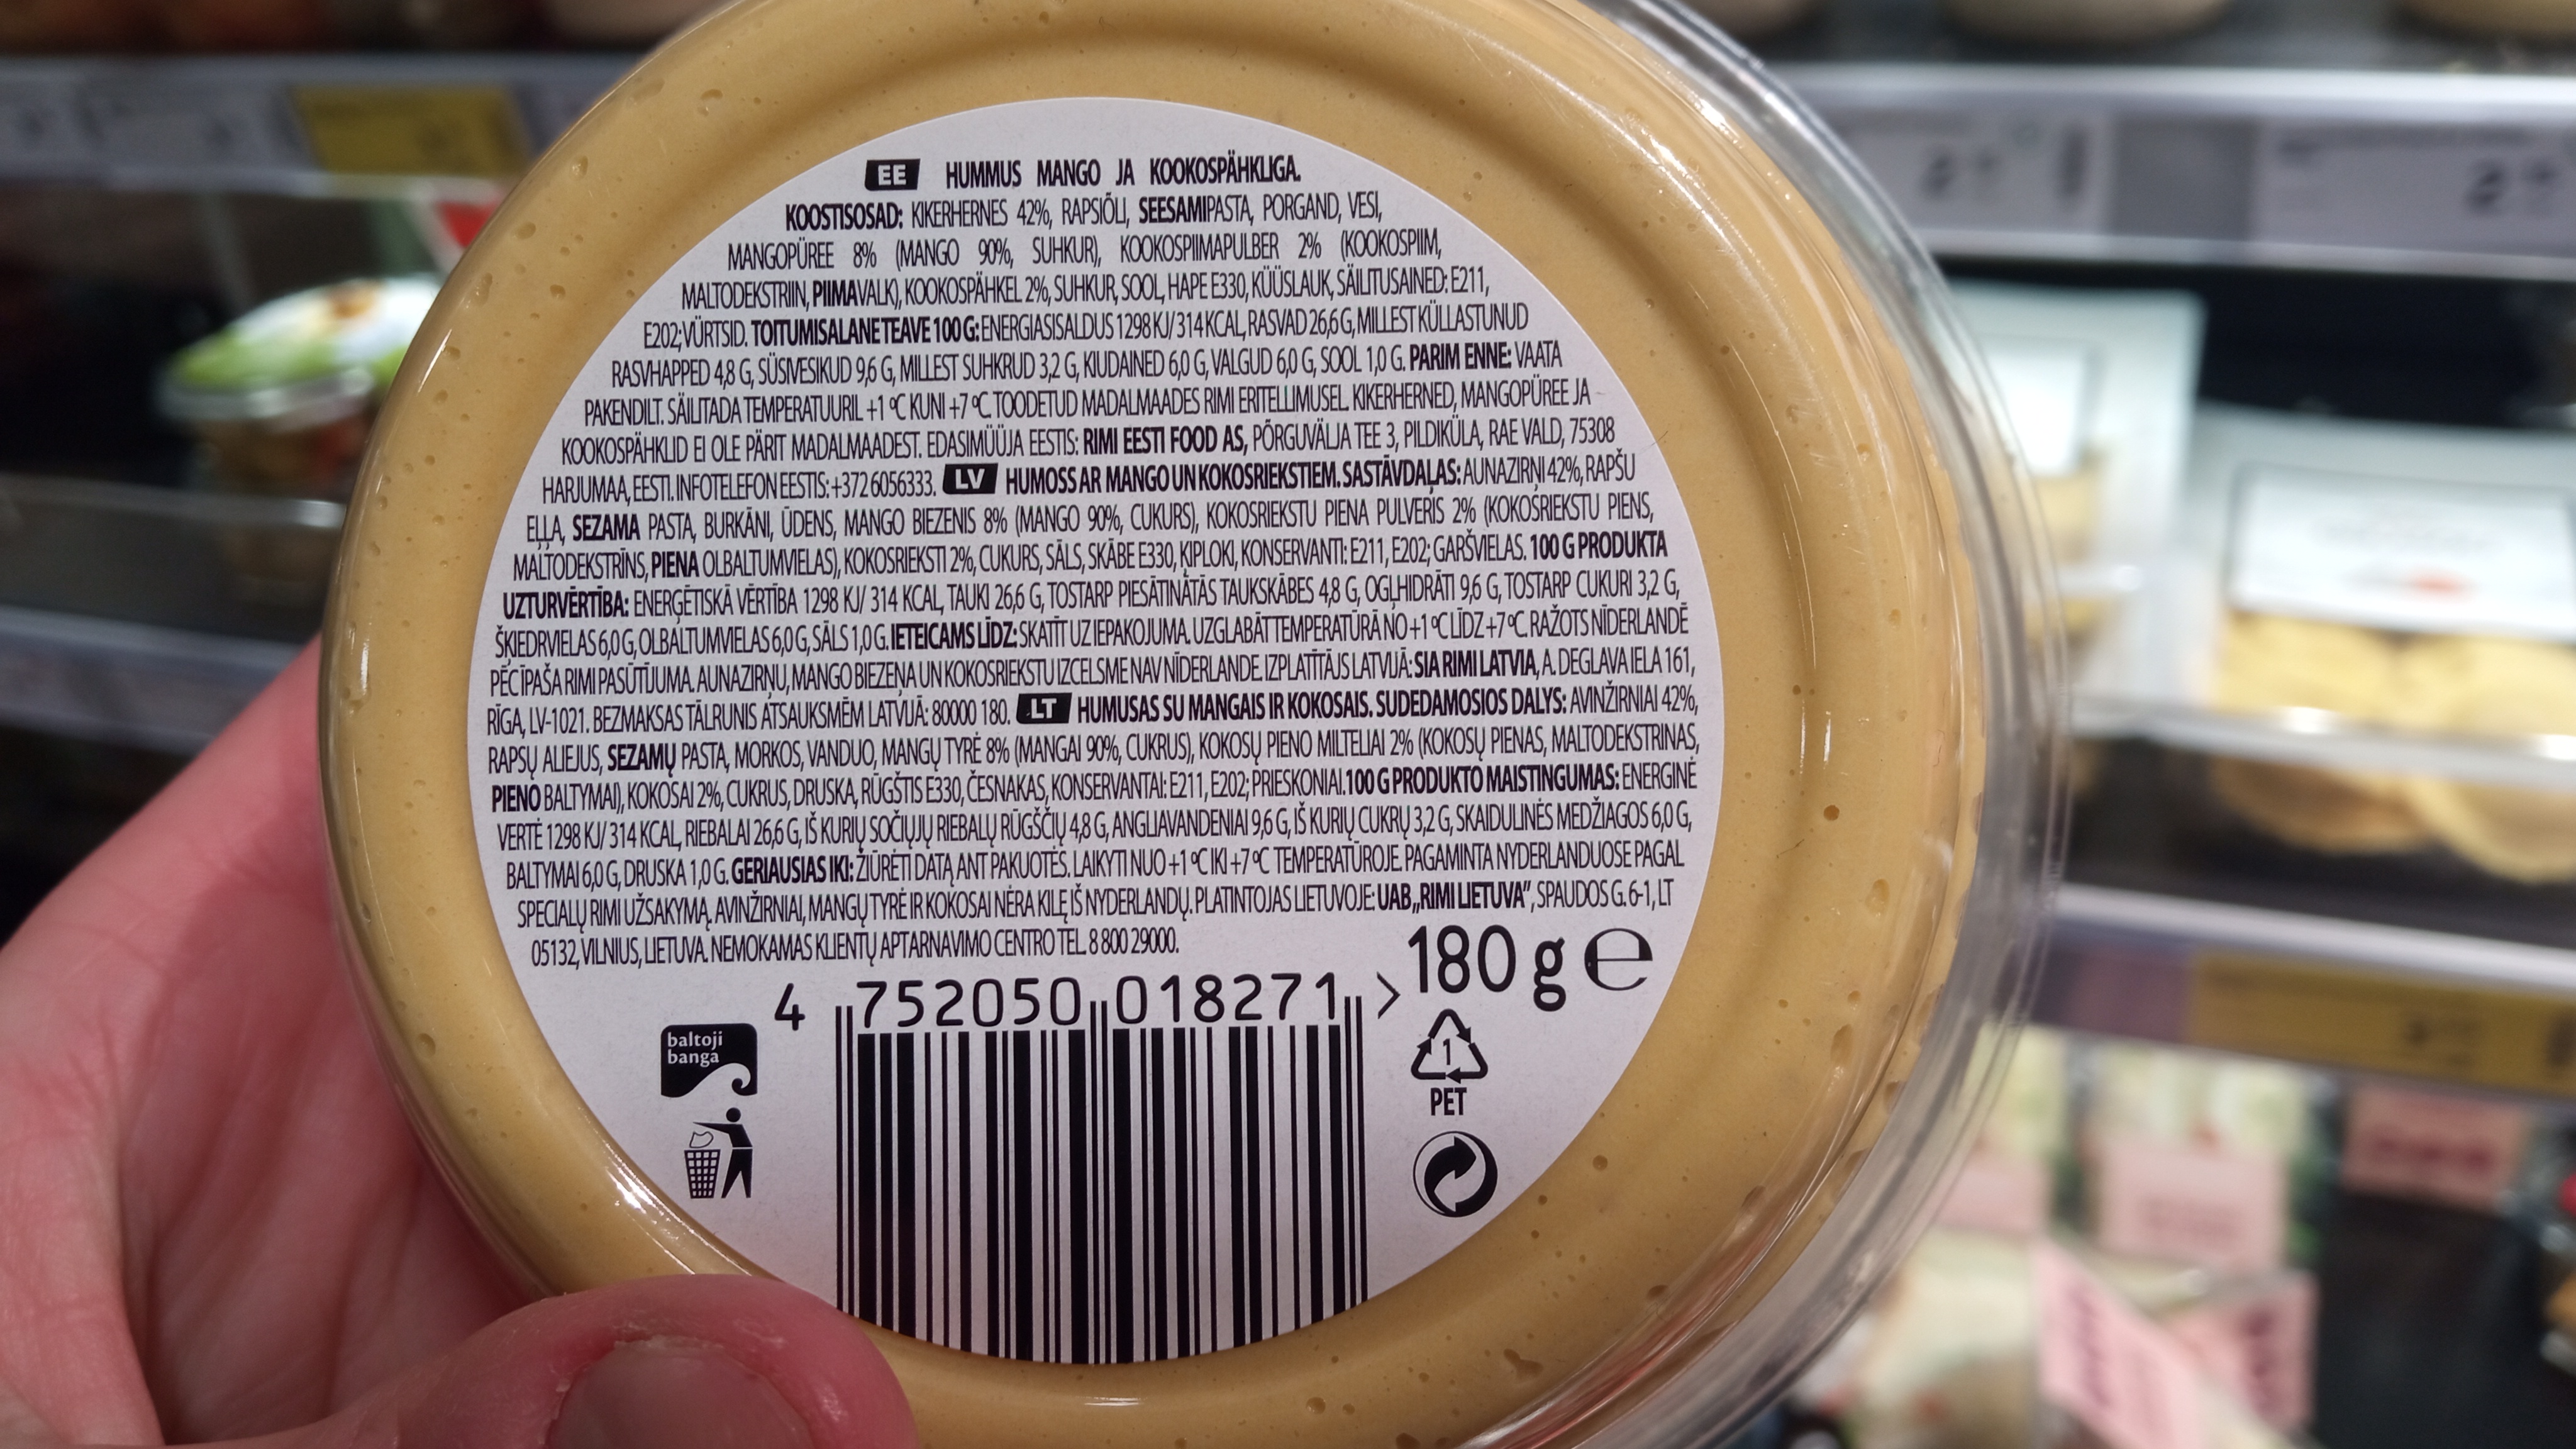 EE HUMMUS MANGO JA KOOKOSPÄHKLIGA.
KOOSTISOSAD: KIKERHERNES 42%, RAPSIÕLI, SEESAMIPASTA, PORGAND, VESI,
MANGOPÜREE 8% (MANGO 90%, SUHKUR), KOOKOSPIIMAPULBER 2% (KOOKOSPIIM,
MALTODEKSTRIIN, PIIMAVALK), KOOKOSPÄHKEL 2%, SUHKUR, SOOL, HAPE E330, KÜÜSLAUK, SÄILITUSAINED: E211,
E202; VÜRTSID. TOITUMISALANE TEAVE 100 G: ENERGIASISALDUS 1298 KJ/ 314 KCAL, RASVAD 26,6 G, MILLEST KÜLLASTUNUD
RASVHAPPED 4,8 G, SÜSIVESIKUD 9,6 G, MILLEST SUHKRUD 3,2 G, KIUDAINED 6,0 G, VALGUD 6,0 G, SOOL 1,0 G. PARIM ENNE: VAATA
PAKENDILT. SÄILITADA TEMPERATUURIL +1 °C KUNI +7 °C. TOODETUD MADALMAADES RIMI ERITELLIMUSEL. KIKERHERNED, MANGOPÜREE JA
KOOKOSPÄHKLID EI OLE PÄRIT MADALMAADEST. EDASIMÜÜJA EESTIS: RIMI EESTI FOOD AS, PÕRGUVÄLJA TEE 3, PILDIKÜLA, RAE VALD, 75308
HARJUMAA, EESTI. INFOTELEFON EESTIS: +372 6056333. LV HUMOSS AR MANGO UN KOKOSRIEKSTIEM. SASTĀVDAĻAS: AUNAZIRŅI 42%, RAPŠU
EĻĻA, SEZAMA PASTA, BURKĀNI, ŪDENS, MANGO BIEZENIS 8% (MANGO 90%, CUKURS), KOKOSRIEKSTU PIENA PULVERIS 2% (KOKOSRIEKSTU PIENS,
MALTODEKSTRĪNS, PIENA OLBALTUMVIELAS), KOKOSRIEKSTI 2%, CUKURS, SĀLS, SKĀBE E330, ĶIPLOKI, KONSERVANTI: E211, E202; GARŠVIELAS. 100 G PRODUKTA
UZTURVĒRTĪBA: ENERĢĒTISKĀ VĒRTĪBA 1298 KJ/ 314 KCAL, TAUKI 26,6 G, TOSTARP PIESĀTINĀTĀS TAUKSKĀBES 4,8 G, OGĻHIDRĀTI 9,6 G, TOSTARP CUKURI 3,2 G,
ŠĶIEDRVIELAS 6,0 G, OLBALTUMVIELAS 6,0 G, SĀLS 1,0 G. IETEICAMS LĪDZ: SKATĪT UZ IEPAKOJUMA. UZGLABĀT TEMPERATŪRĀ NO +1 °C LĪDZ +7 °C. RAŽOTS NĪDERLANDĒ
PĒC ĪPAŠA RIMI PASŪTĪJUMA. AUNAZIRŅU, MANGO BIEZEŅA UN KOKOSRIEKSTU IZCELSME NAV NĪDERLANDE. IZPLATĪTĀJS LATVIJĀ: SIA RIMI LATVIA, A. DEGLAVA IELA 161,
RĪGA, LV-1021. BEZMAKSAS TĀLRUNIS ATSAUKSMĒM LATVIJĀ: 80000 180. LT HUMUSAS SU MANGAIS IR KOKOSAIS. SUDEDAMOSIOS DALYS: AVINŽIRNIAI 42%,
RAPSŲ ALIEJUS, SEZAMŲ PASTA, MORKOS, VANDUO, MANGŲ TYRĖ 8% (MANGAI 90%, CUKRUS), KOKOSŲ PIENO MILTELIAI 2% (KOKOSŲ PIENAS, MALTODEKSTRINAS,
PIENO BALTYMAI), KOKOSAI 2%, CUKRUS, DRUSKA, RŪGŠTIS E330, ČESNAKAS, KONSERVANTAI: E211, E202; PRIESKONIAI. 100 G PRODUKTO MAISTINGUMAS: ENERGINĖ
VERTĖ 1298 KJ/ 314 KCAL, RIEBALAI 26,6 G, IŠ KURIŲ SOČIŲJŲ RIEBALŲ RŪGŠČIŲ 4,8 G, ANGLIAVANDENIAI 9,6 G, IŠ KURIŲ CUKRŲ 3,2 G, SKAIDULINĖS MEDŽIAGOS 6,0 G,
BALTYMAI 6,0 G, DRUSKA 1,0 G. GERIAUSIAS IKI: ŽIŪRĖTI DATĄ ANT PAKUOTĖS. LAIKYTI NUO +1 °C IKI +7 °C TEMPERATŪROJE. PAGAMINTA NYDERLANDUOSE PAGAL
SPECIALŲ RIMI UŽSAKYMĄ. AVINŽIRNIAI, MANGŲ TYRĖ IR KOKOSAI NĖRA KILĘ IŠ NYDERLANDŲ. PLATINTOJAS LIETUVOJE: UAB „RIMI LIETUVA", SPAUDOS G. 6-1, LT
05132, VILNIUS, LIETUVA. NEMOKAMAS KLIENTŲ APTARNAVIMO CENTRO TEL. 8 800 29000.
180 g e
4 752050 018271 >
baltoji
banga
1
PET